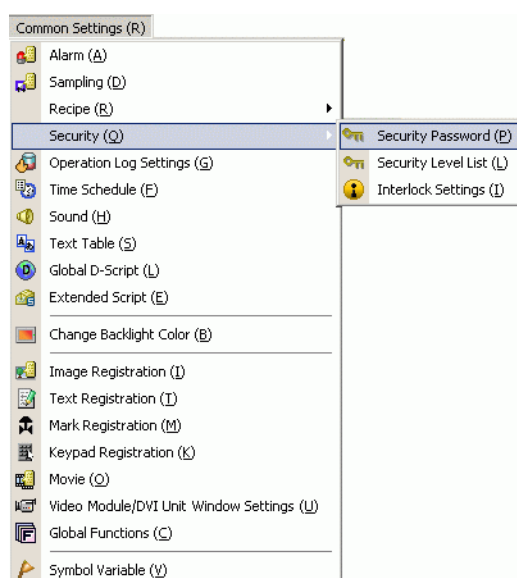 Common Settings (R)
Alarm (A)
Sampling (D)
Recipe (R)
Security (Q)
Security Password (P)
Operation Log Settings (G)
Security Level List (L)
Time Schedule (F)
Interlock Settings (I)
Sound (H)
Text Table (S)
Global D-Script (L)
Extended Script (E)
Change Backlight Color (B)
Image Registration (I)
Text Registration (T)
Mark Registration (M)
Keypad Registration (K)
Movie (O)
Video Module/DVI Unit Window Settings (U)
Global Functions (C)
Symbol Variable (V)